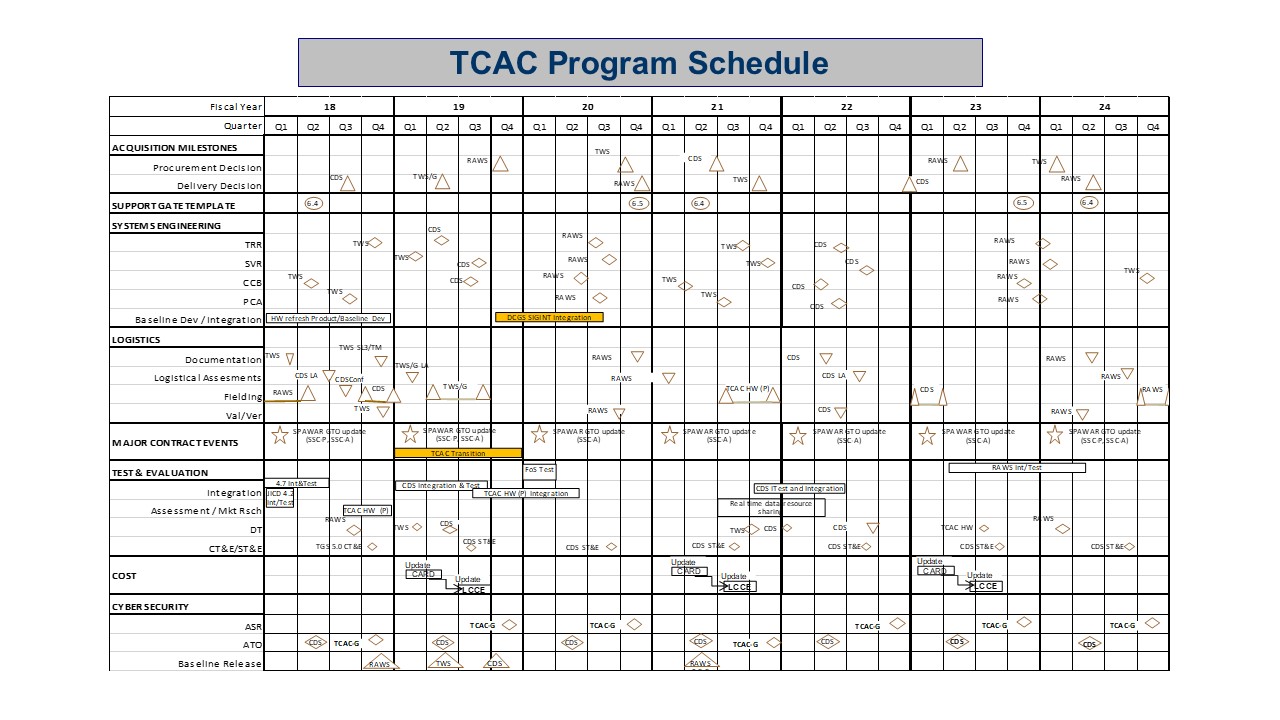 TCAC Program Schedule
Fiscal Year 18 19 20 21 22 23 24
Quarter Q1 Q2 Q3 Q4 Q1 Q2 Q3 Q4 Q1 Q2 Q3 Q4 Q1 Q2 Q3 Q4 Q1 Q2 Q3 Q4 Q1 Q2 Q3 Q4 Q1 Q2 Q3 Q4
ACQUISITION MILESTONES
Procurement Decision RAWS TWS CDS RAWS TWS
Delivery Decision CDS TWS/G RAWS TWS CDS RAWS
SUPPORT GATE TEMPLATE 6.4 6.5 6.4 6.5 6.4
SYSTEMS ENGINEERING
TRR TWS CDS RAWS TWS CDS RAWS
SVR TWS CDS RAWS TWS CDS RAWS
CCB TWS CDS RAWS TWS CDS RAWS TWS
PCA TWS RAWS TWS CDS RAWS
Baseline Dev / Integration HW refresh Product/Baseline Dev DCGS SIGINT Integration
LOGISTICS
Documentation TWS TWS SL3/TM RAWS CDS RAWS
Logistical Assesments CDS LA CDSConf TWS/G LA RAWS CDS LA RAWS
Fielding RAWS CDS TWS/G TCAC HW (P) CDS RAWS
Val/Ver TWS RAWS CDS RAWS
MAJOR CONTRACT EVENTS
SPAWAR GTO update
(SSC-P, SSC-A)
SPAWAR GTO update
(SSC-P, SSC-A)
SPAWAR GTO update
(SSC-A)
SPAWAR GTO update
(SSC-A)
SPAWAR GTO update
(SSC-A)
SPAWAR GTO update
(SSC-A)
SPAWAR GTO update
(SSC-A)
TCAC Transition
TEST & EVALUATION FoS Test RAWS Int/Test
4.7 Int&Test CDS Integration & Test CDS ITest and Integration
Integration JICD 4.2 Int/Test TCAC HW (P) Integration
Assessment / Mkt Rsch TCAC HW (P) Real time data/resource
sharing
DT RAWS TWS CDS TWS CDS CDS TCAC HW RAWS
CT&E/ST&E TGS 5.0 CT&E CDS ST&E CDS ST&E CDS ST&E CDS ST&E CDS ST&E CDS ST&E
COST
Update
CARD
Update
LCCE
Update
CARD
Update
LCCE
Update
CARD
Update
LCCE
CYBER SECURITY
ASR TCAC-G TCAC-G TCAC-G TCAC-G TCAC-G
ATO CDS TCAC-G CDS CDS CDS TCAC-G CDS CDS CDS
Baseline Release RAWS TWS CDS RAWS